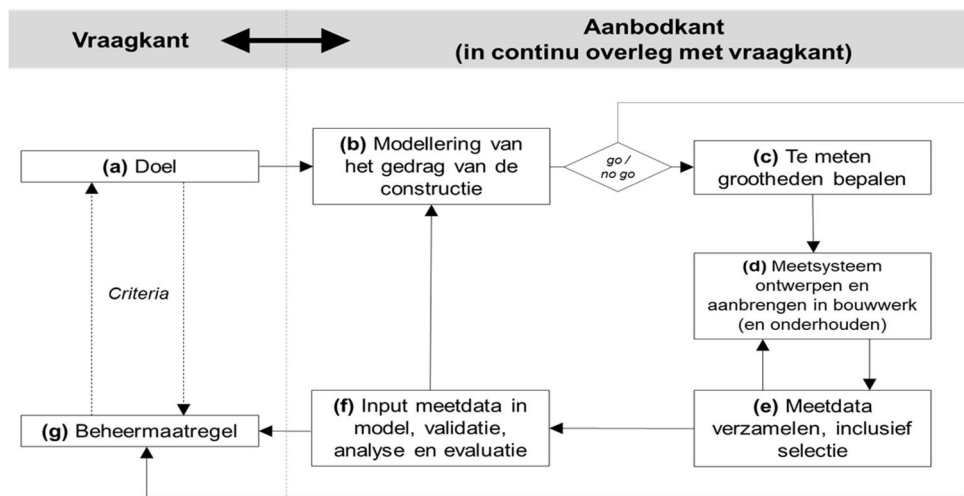 Vraagkant
Aanbodkant
(in continu overleg met vraagkant)
(a) Doel
(b) Modellering van
het gedrag van de
constructie
go /
no go
(c) Te meten
grootheden bepalen
(d) Meetsysteem
ontwerpen en
aanbrengen in bouwwerk
(en onderhouden)
Criteria
(g) Beheermaatregel
(f) Input meetdata in
model, validatie,
analyse en evaluatie
(e) Meetdata
verzamelen, inclusief
selectie